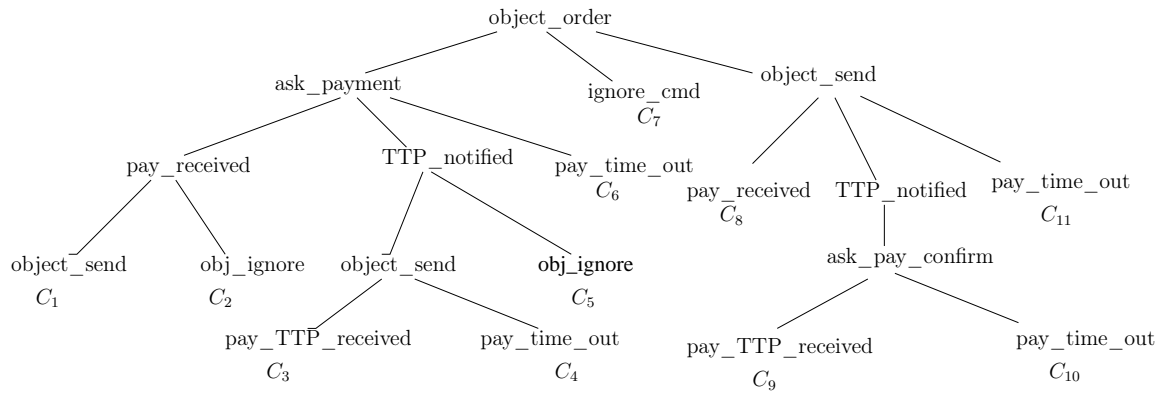 object_order
ask_payment
ignore_cmd
C7
object_send
pay_received
TTP_notified
pay_time_out
C6
pay_received
C8
TTP_notified
pay_time_out
C11
object_send
C1
obj_ignore
C2
object_send
obj_ignore
C5
ask_pay_confirm
pay_TTP_received
C3
pay_time_out
C4
pay_TTP_received
C9
pay_time_out
C10